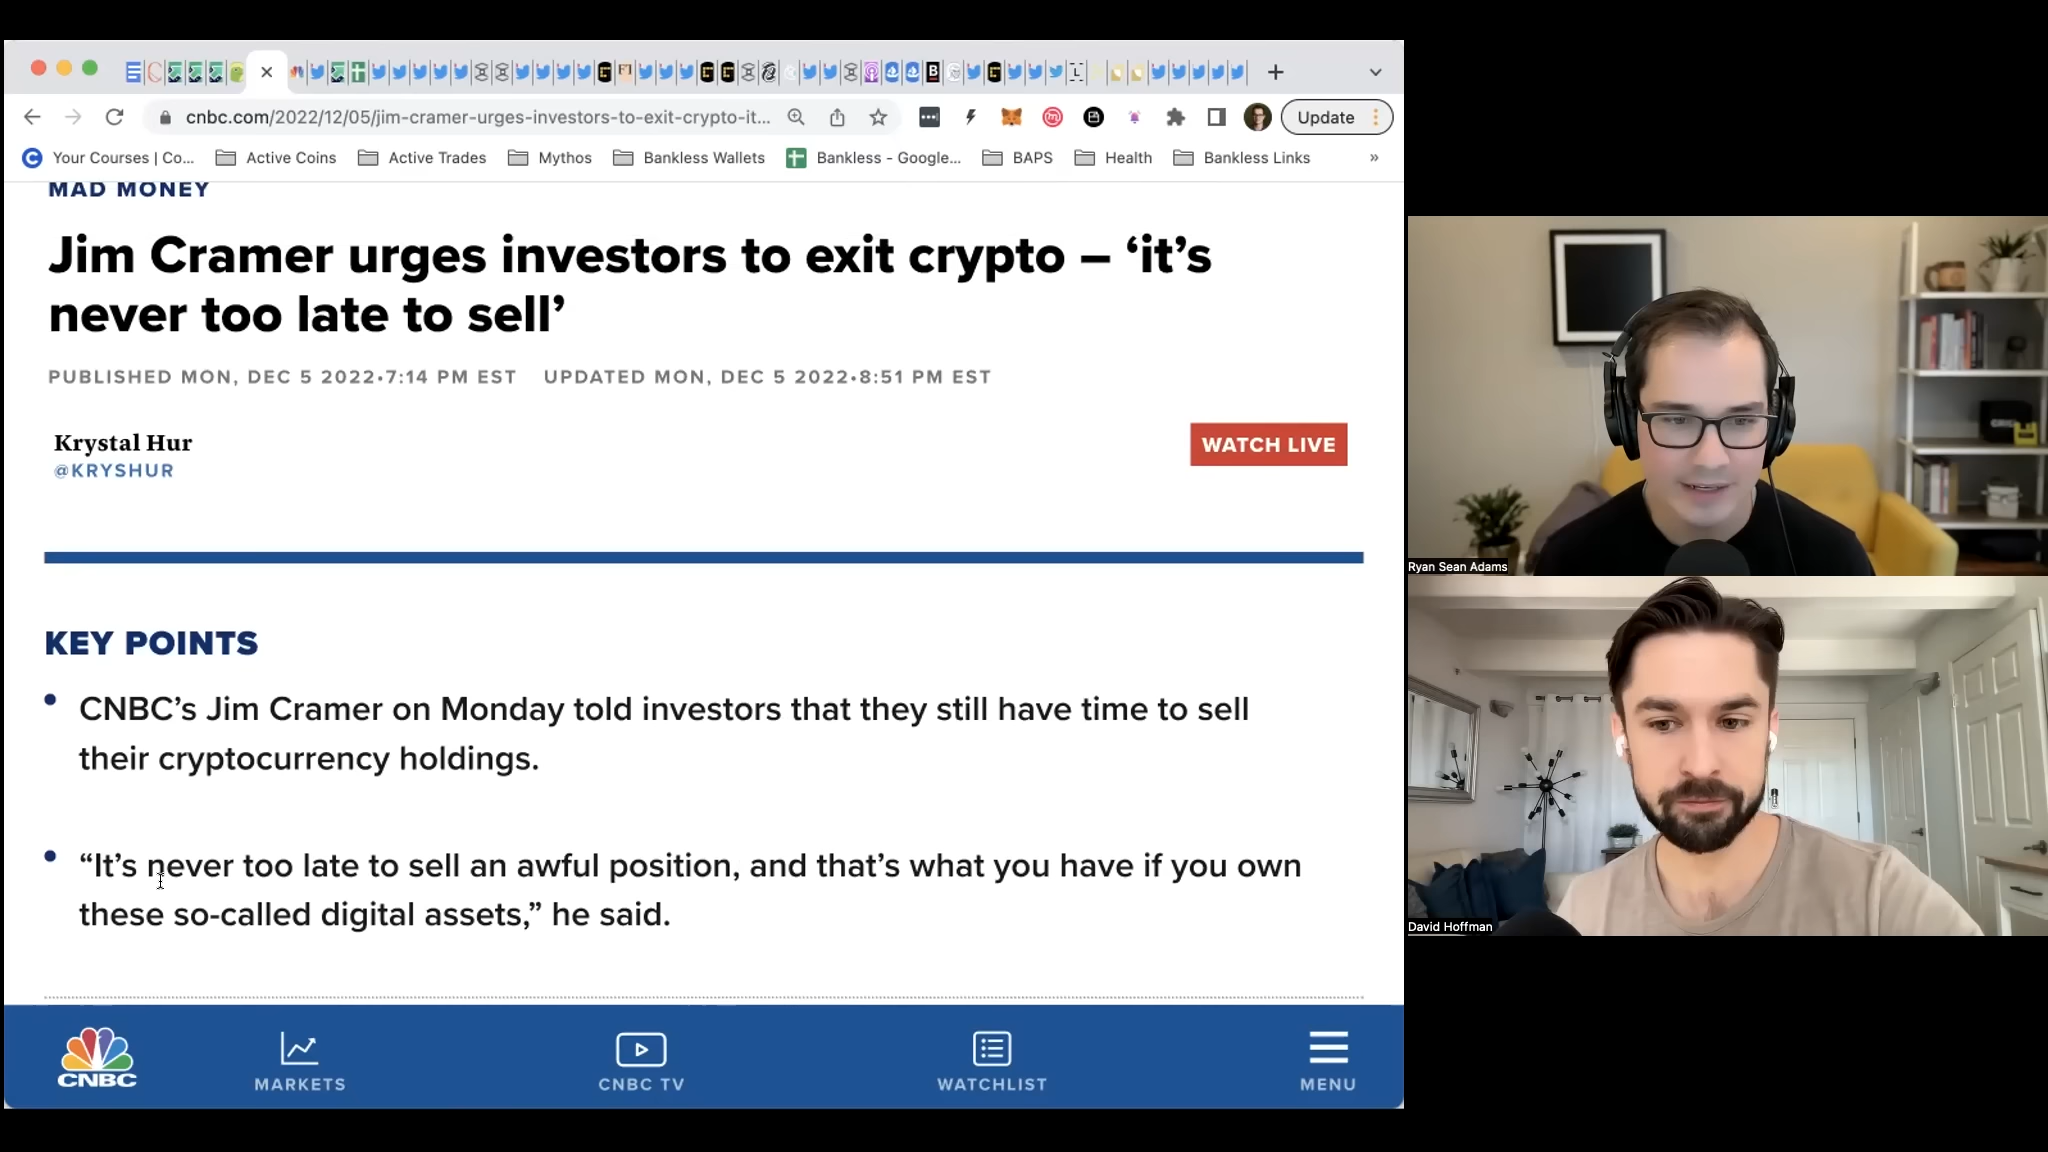 cnbc.com/2022/12/05/jim-cramer-urges-investors-to-exit-crypto-it...
Update
Your Courses | Co...
Active Coins
Active Trades
Mythos
Bankless Wallets
Bankless - Google...
BAPS
Health
Bankless Links
»
MAD MONEY
Jim Cramer urges investors to exit crypto – ‘it’s
never too late to sell’
PUBLISHED MON, DEC 5 2022•7:14 PM EST UPDATED MON, DEC 5 2022•8:51 PM EST
Krystal Hur
@KRYSHUR
WATCH LIVE
KEY POINTS
• CNBC’s Jim Cramer on Monday told investors that they still have time to sell
their cryptocurrency holdings.
• “It’s never too late to sell an awful position, and that’s what you have if you own
these so-called digital assets,” he said.
CNBC
MARKETS
CNBC TV
WATCHLIST
MENU
Ryan Sean Adams
David Hoffman